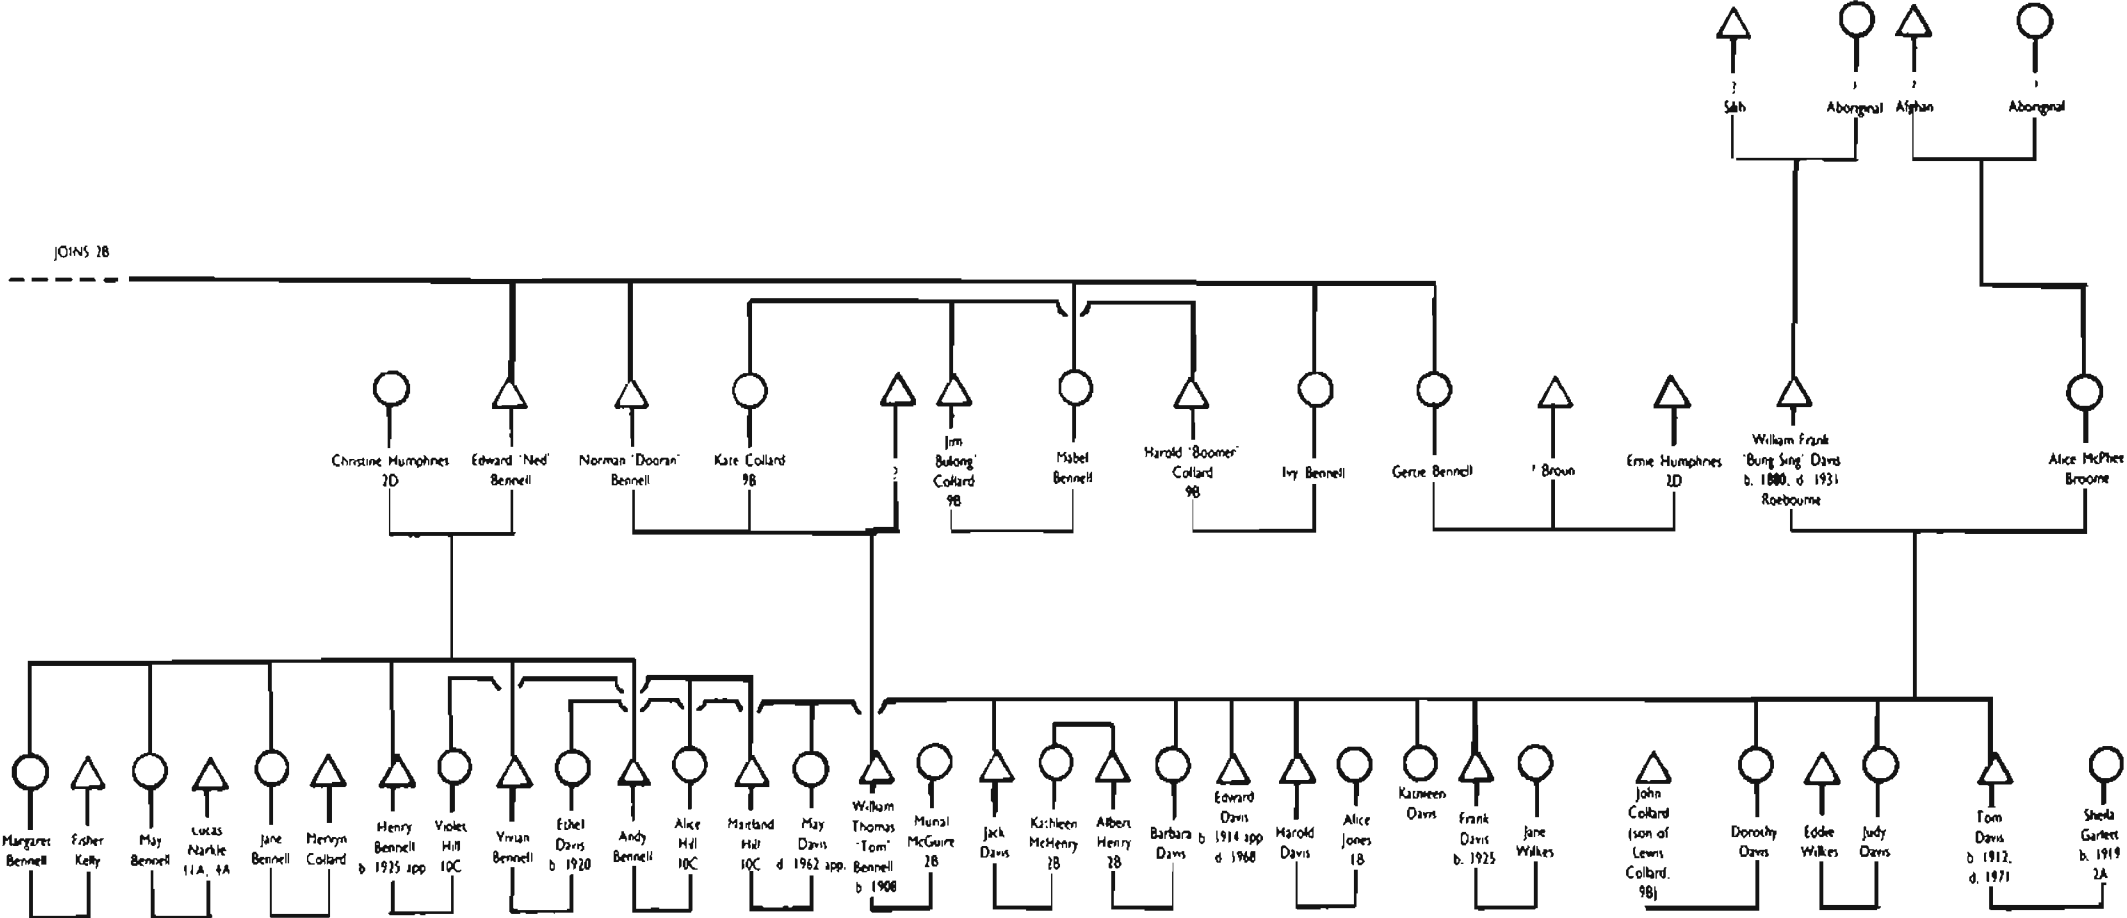 ?
Sikh
?
Aboriginal
?
Afghan
?
Aboriginal
JOINS 2B
Christine Humphries
2D
Edward 'Ned'
Bennell
Norman 'Dooran'
Bennell
Kate Collard
9B
?
Jim
Bulong'
Collard
9B
Mabel
Bennell
Harold 'Boomer'
Collard
9B
Ivy Bennell
Gertie Bennell
? Broun
Ernie Humphries
2D
William Frank
'Bung Sing' Davis
b. 1880, d. 1931
Roebourne
Alice McPhee
Broome
Margaret
Bennell
Fisher
Kelly
May
Bennell
Lucas
Narkle
11A, 4A
Jane
Bennell
Mervyn
Collard
Henry
Bennell
b 1925 app
Violet
Hill
10C
Vivian
Bennell
Ethel
Davis
b 1920
Andy
Bennell
Alice
Hill
10C
Maitland
Hill
10C
May
Davis
d 1962 app.
William
Thomas
"Tom"
Bennell
b 1908
Munal
McGuire
2B
Jack
Davis
Kathleen
McHenry
2B
Albert
Henry
2B
Barbara
Davis
Edward
Davis
b 1914 app
d 1968
Harold
Davis
Alice
Jones
1B
Kathleen
Davis
Frank
Davis
b. 1925
Jane
Wilkes
John
Collard
(son of
Lewis
Collard.
9B)
Dorothy
Davis
Eddie
Wilkes
Judy
Davis
Tom
Davis
b 1912,
d. 1971
Sheila
Garlett
b. 1919
2A